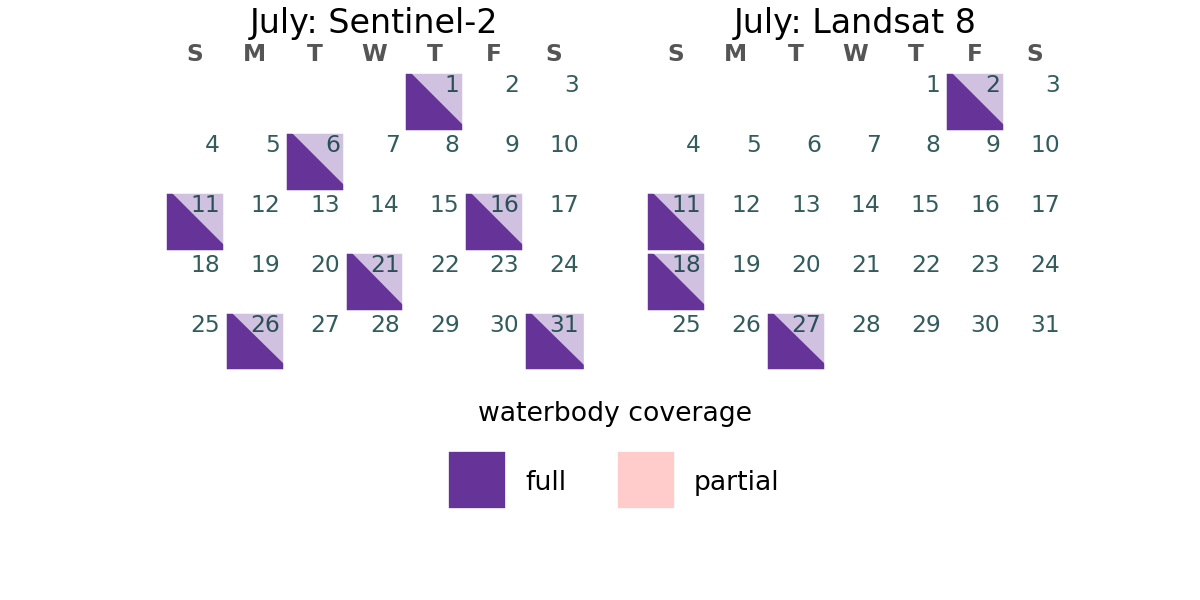 July: Sentinel-2
S M T W T F S
1 2 3
4 5 6 7 8 9 10
11 12 13 14 15 16 17
18 19 20 21 22 23 24
25 26 27 28 29 30 31
July: Landsat 8
S M T W T F S
1 2 3
4 5 6 7 8 9 10
11 12 13 14 15 16 17
18 19 20 21 22 23 24
25 26 27 28 29 30 31
waterbody coverage
full partial